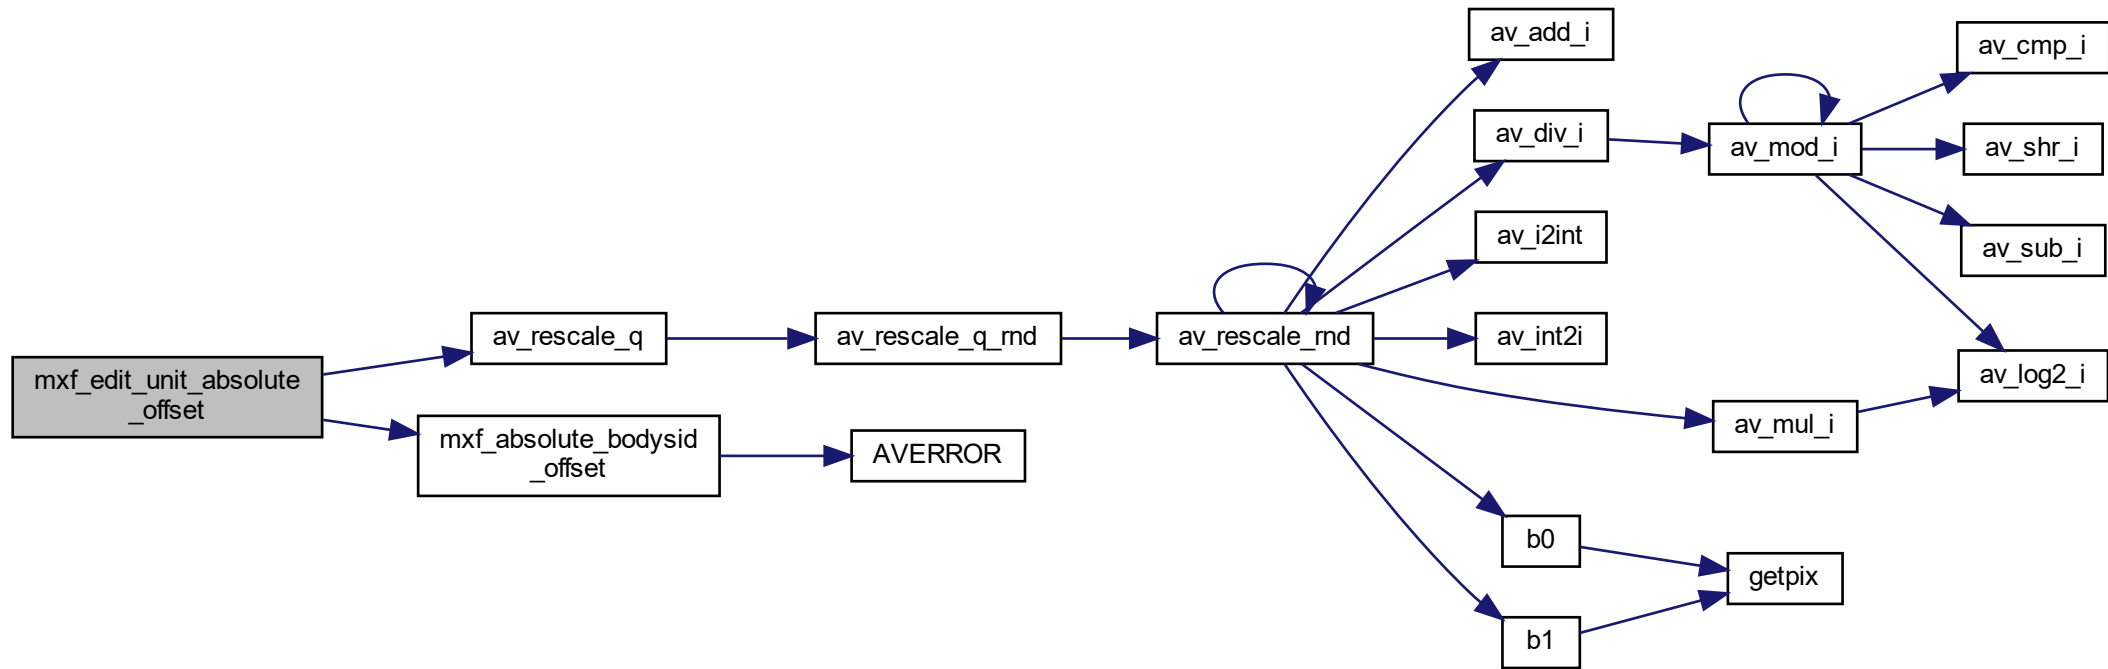 mxf_edit_unit_absolute
_offset
av_rescale_q
mxf_absolute_bodysid
_offset
av_rescale_q_rnd
AVERROR
av_rescale_rnd
av_add_i
av_div_i
av_i2int
av_int2i
av_mul_i
b0
b1
av_mod_i
getpix
av_cmp_i
av_shr_i
av_sub_i
av_log2_i